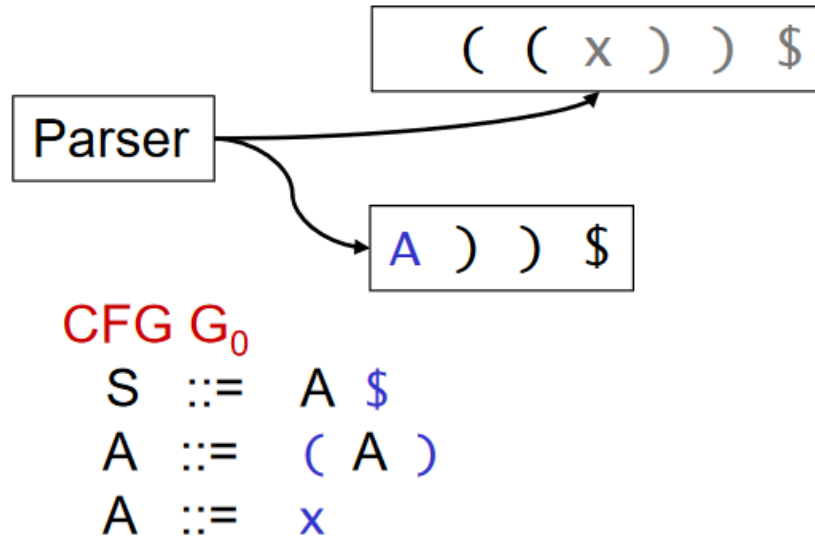 ( ( x ) ) $
Parser
A ) ) $
CFG G₀
S ::= A $
A ::= ( A )
A ::= x